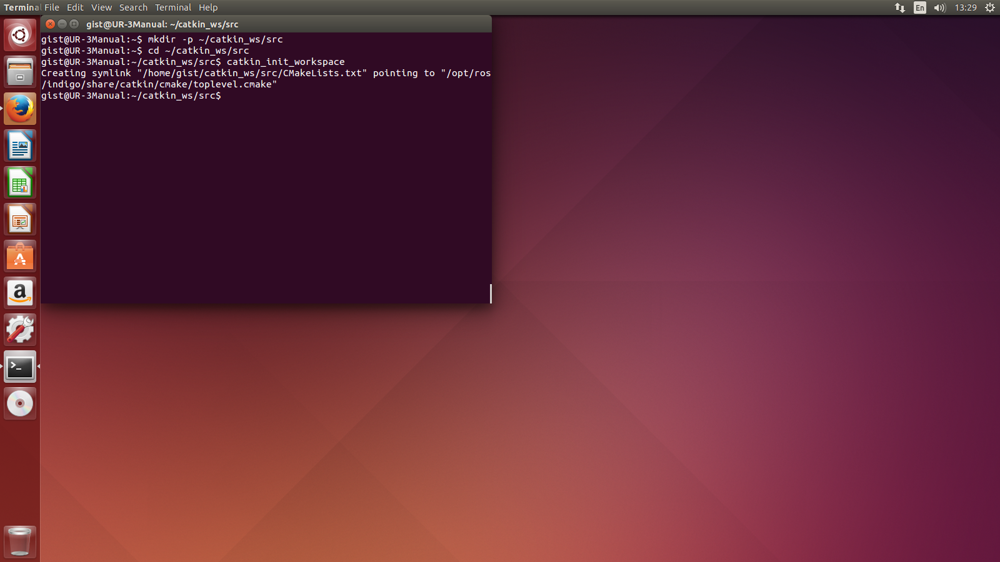 Terminal File Edit View Search Terminal Help En 13:29
gist@UR-3Manual: ~/catkin_ws/src
gist@UR-3Manual:~$ mkdir -p ~/catkin_ws/src
gist@UR-3Manual:~$ cd ~/catkin_ws/src
gist@UR-3Manual:~/catkin_ws/src$ catkin_init_workspace
Creating symlink "/home/gist/catkin_ws/src/CMakeLists.txt" pointing to "/opt/ros
/indigo/share/catkin/cmake/toplevel.cmake"
gist@UR-3Manual:~/catkin_ws/src$